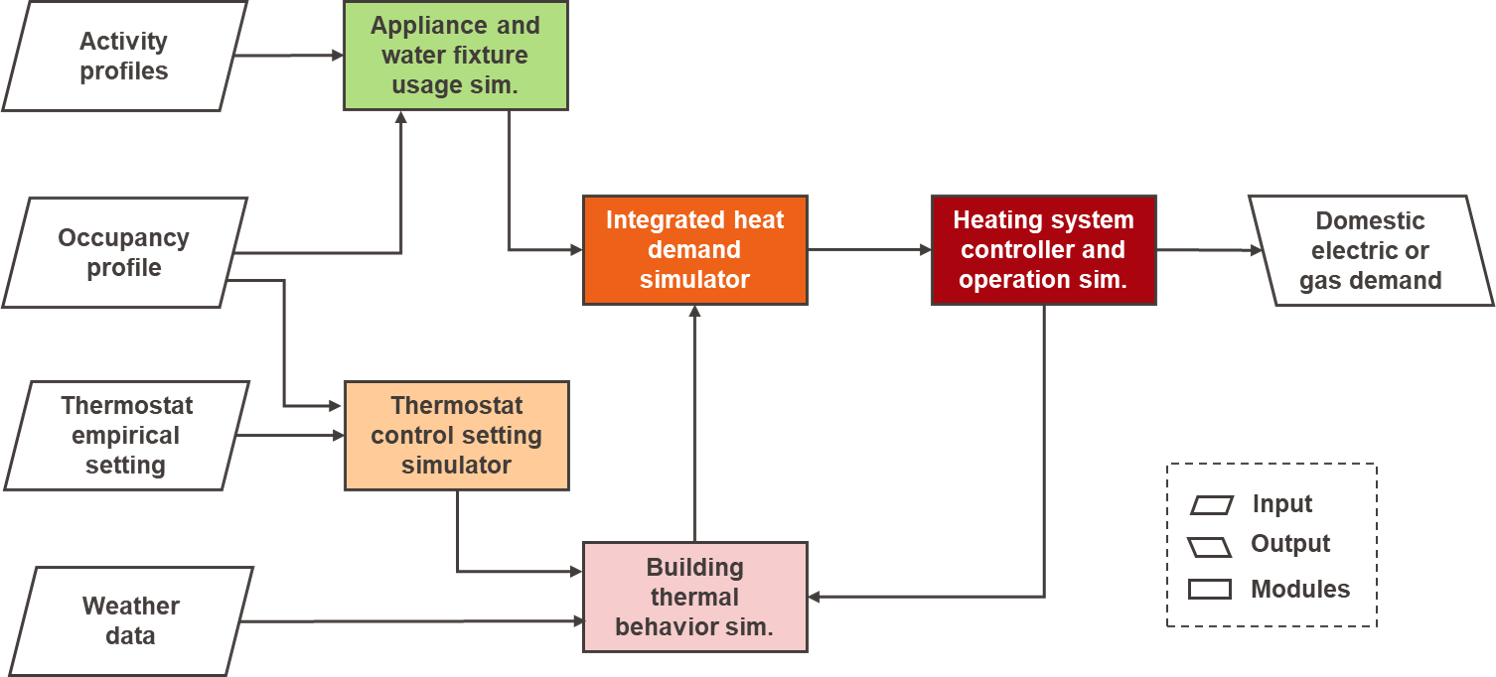 Activity
profiles
Appliance and
water fixture
usage sim.
Occupancy
profile
Integrated heat
demand
simulator
Heating system
controller and
operation sim.
Domestic
electric or
gas demand
Thermostat
empirical
setting
Thermostat
control setting
simulator
Weather
data
Building
thermal
behavior sim.
Input
Output
Modules